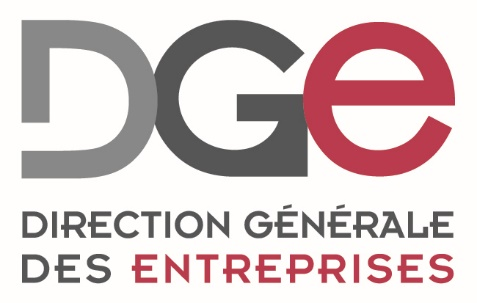 DGe
DIRECTION GÉNÉRALE
DES ENTREPRISES